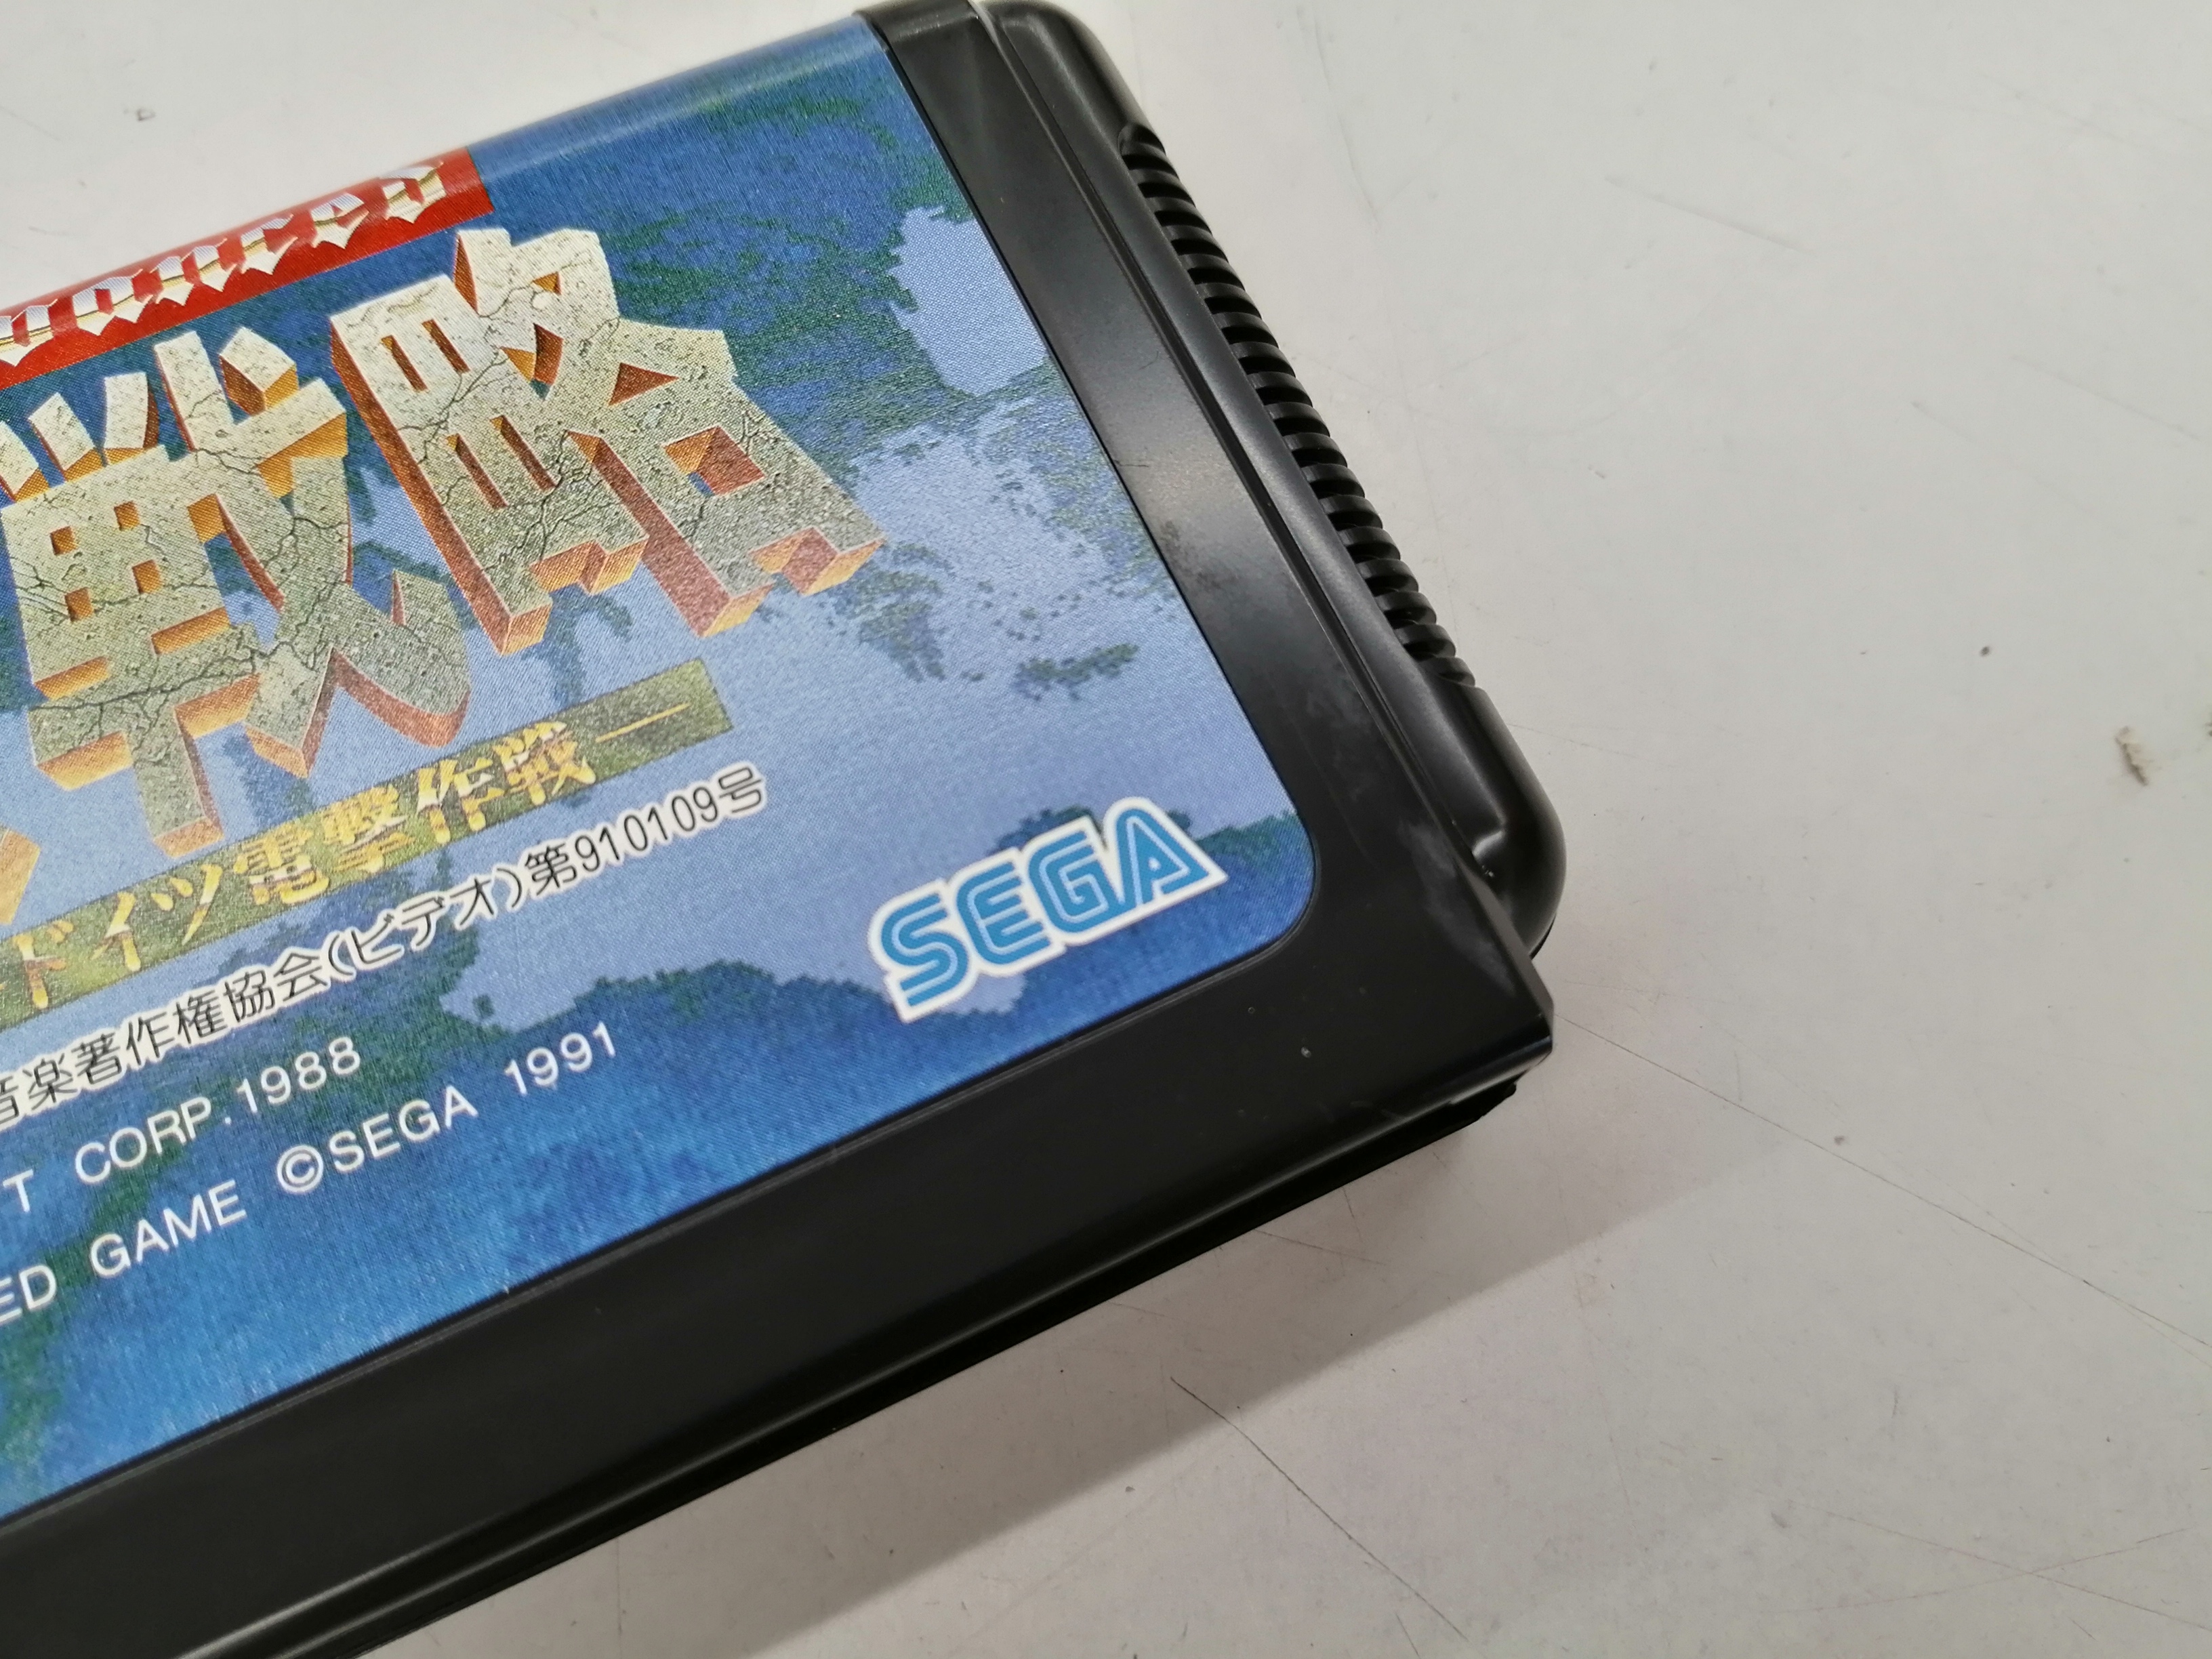 戦略
ドイツ電撃作戦―
音楽著作権協会(ビデオ)第910109号
SEGA
T CORP.1988
ED GAME ©SEGA 1991